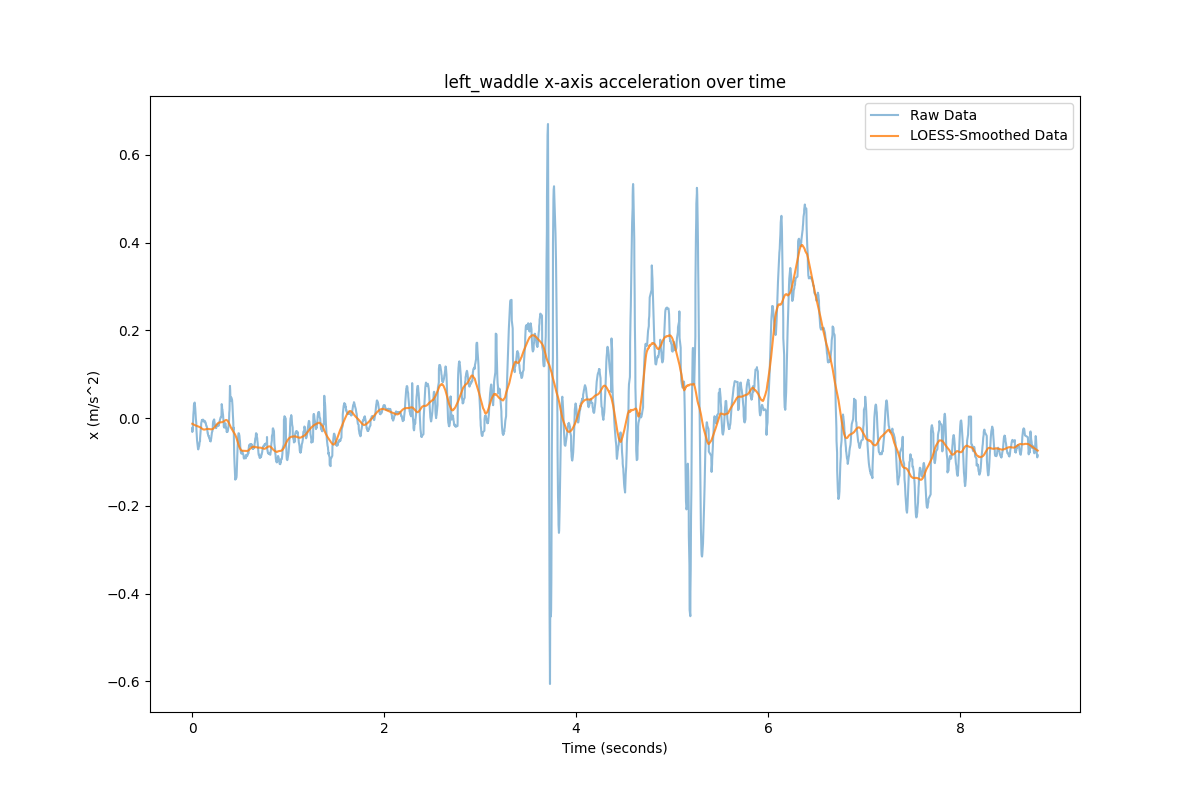 left_waddle x-axis acceleration over time
Raw Data
LOESS-Smoothed Data
x (m/s^2)
0.6
0.4
0.2
0.0
−0.2
−0.4
−0.6
0 2 4 6 8
Time (seconds)